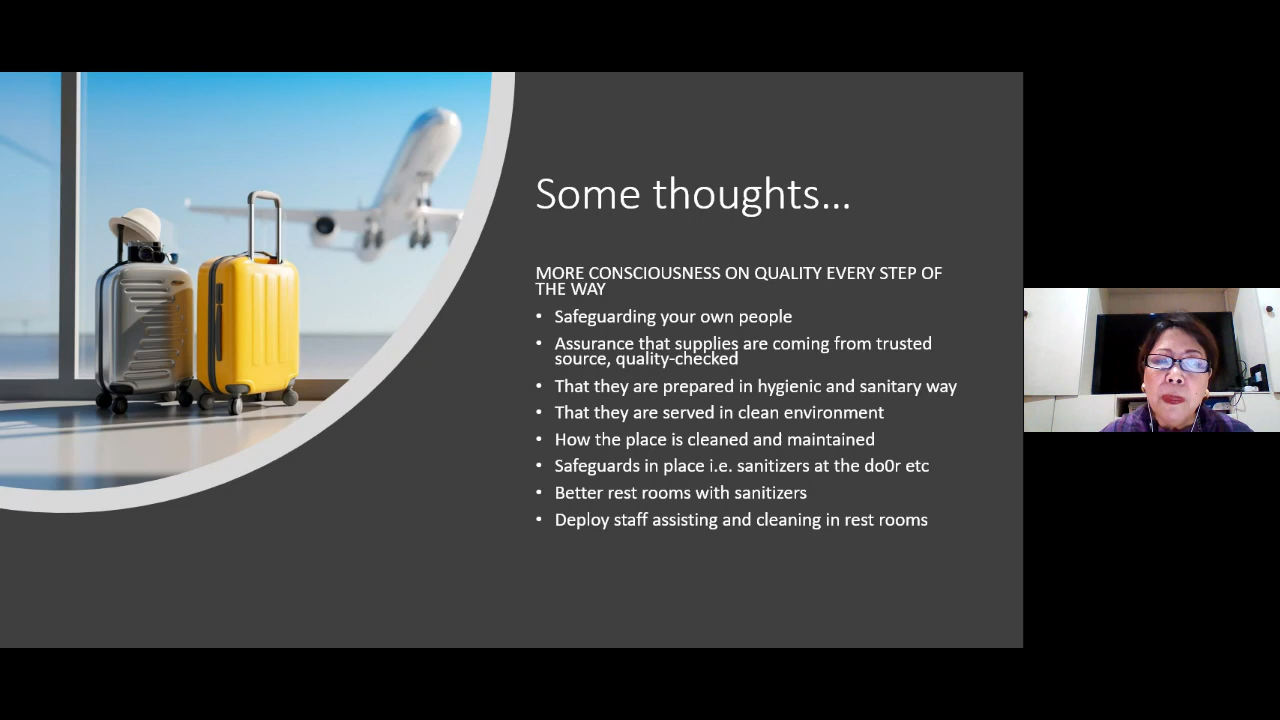 Some thoughts...
MORE CONSCIOUSNESS ON QUALITY EVERY STEP OF
THE WAY
• Safeguarding your own people
• Assurance that supplies are coming from trusted
source, quality-checked
• That they are prepared in hygienic and sanitary way
• That they are served in clean environment
• How the place is cleaned and maintained
• Safeguards in place i.e. sanitizers at the do0r etc
• Better rest rooms with sanitizers
• Deploy staff assisting and cleaning in rest rooms